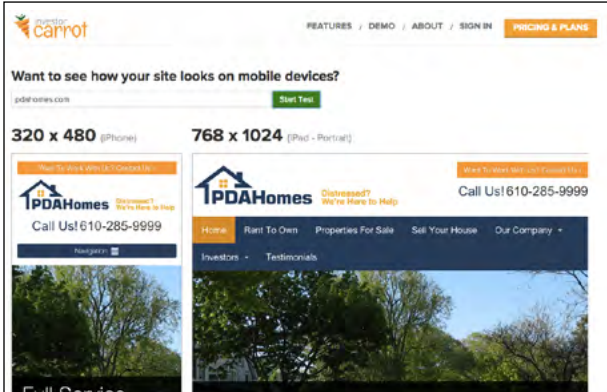 investor
carrot
FEATURES / DEMO / ABOUT / SIGN IN
PRICING & PLANS
Want to see how your site looks on mobile devices?
pdahomes.com
Start Test
320 x 480 (iPhone)
768 x 1024 (iPad - Portrait)
Want To Work With Us? Contact Us
PDAHomes
Distressed?
We're Here to Help
Call Us! 610-285-9999
Navigation
Full Service
Want To Work With Us? Contact Us
PDAHomes
Distressed?
We're Here to Help
Call Us! 610-285-9999
Home Rent To Own Properties For Sale Sell Your House Our Company
Investors Testimonials